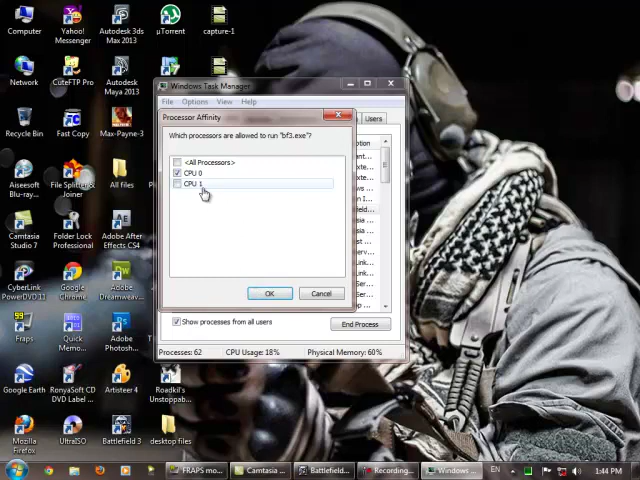 Computer
Yahoo!
Messenger
Autodesk 3ds
Max 2013
µTorrent
capture-1
Network
CuteFTP Pro
Autodesk
Maya 2013
Recycle Bin
Fast Copy
Max-Payne-3
Aiseesoft
Blu-ray...
File Splitter &
Joiner
All files
Camtasia
Studio 7
Folder Lock
Professional
Adobe After
Effects CS4
CyberLink
PowerDVD 11
Google
Chrome
Adobe
Dreamweav...
Fraps
Quick
Memo...
Adobe
Photosh...
Google Earth
RonyaSoft CD
DVD Label ...
Artisteer 4
Roadkil's
Unstoppab...
Mozilla
Firefox
UltraISO
Battlefield 3
desktop files
Windows Task Manager
File Options View Help
Users
Processor Affinity
Which processors are allowed to run "bf3.exe"?
<All Processors>
CPU 0
CPU 1
OK Cancel
Show processes from all users
End Process
Processes: 62 CPU Usage: 18% Physical Memory: 60%
FRAPS mo...
Camtasia ...
Battlefield...
Recording...
Windows ...
EN
1:44 PM